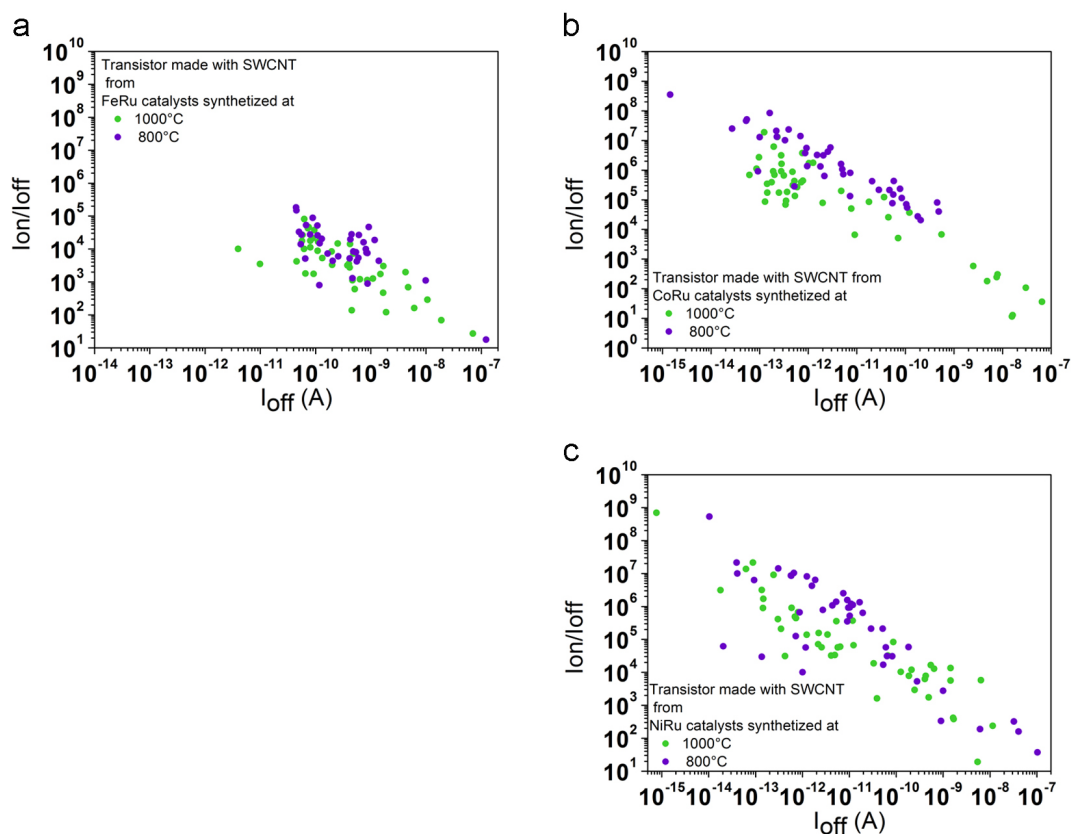 a
10^10
10^9
10^8
10^7
10^6
10^5
10^4
10^3
10^2
10^1
Ion/Ioff
Transistor made with SWCNT
from
FeRu catalysts synthetized at
1000°C
800°C
10^-14 10^-13 10^-12 10^-11 10^-10 10^-9 10^-8 10^-7
I_off (A)
b
10^10
10^9
10^8
10^7
10^6
10^5
10^4
10^3
10^2
10^1
10^0
Ion/Ioff
Transistor made with SWCNT from
CoRu catalysts synthetized at
1000°C
800°C
10^-15 10^-14 10^-13 10^-12 10^-11 10^-10 10^-9 10^-8 10^-7
I_off (A)
c
10^10
10^9
10^8
10^7
10^6
10^5
10^4
10^3
10^2
10^1
Ion/Ioff
Transistor made with SWCNT
from
NiRu catalysts synthetized at
1000°C
800°C
10^-15 10^-14 10^-13 10^-12 10^-11 10^-10 10^-9 10^-8 10^-7
I_off (A)